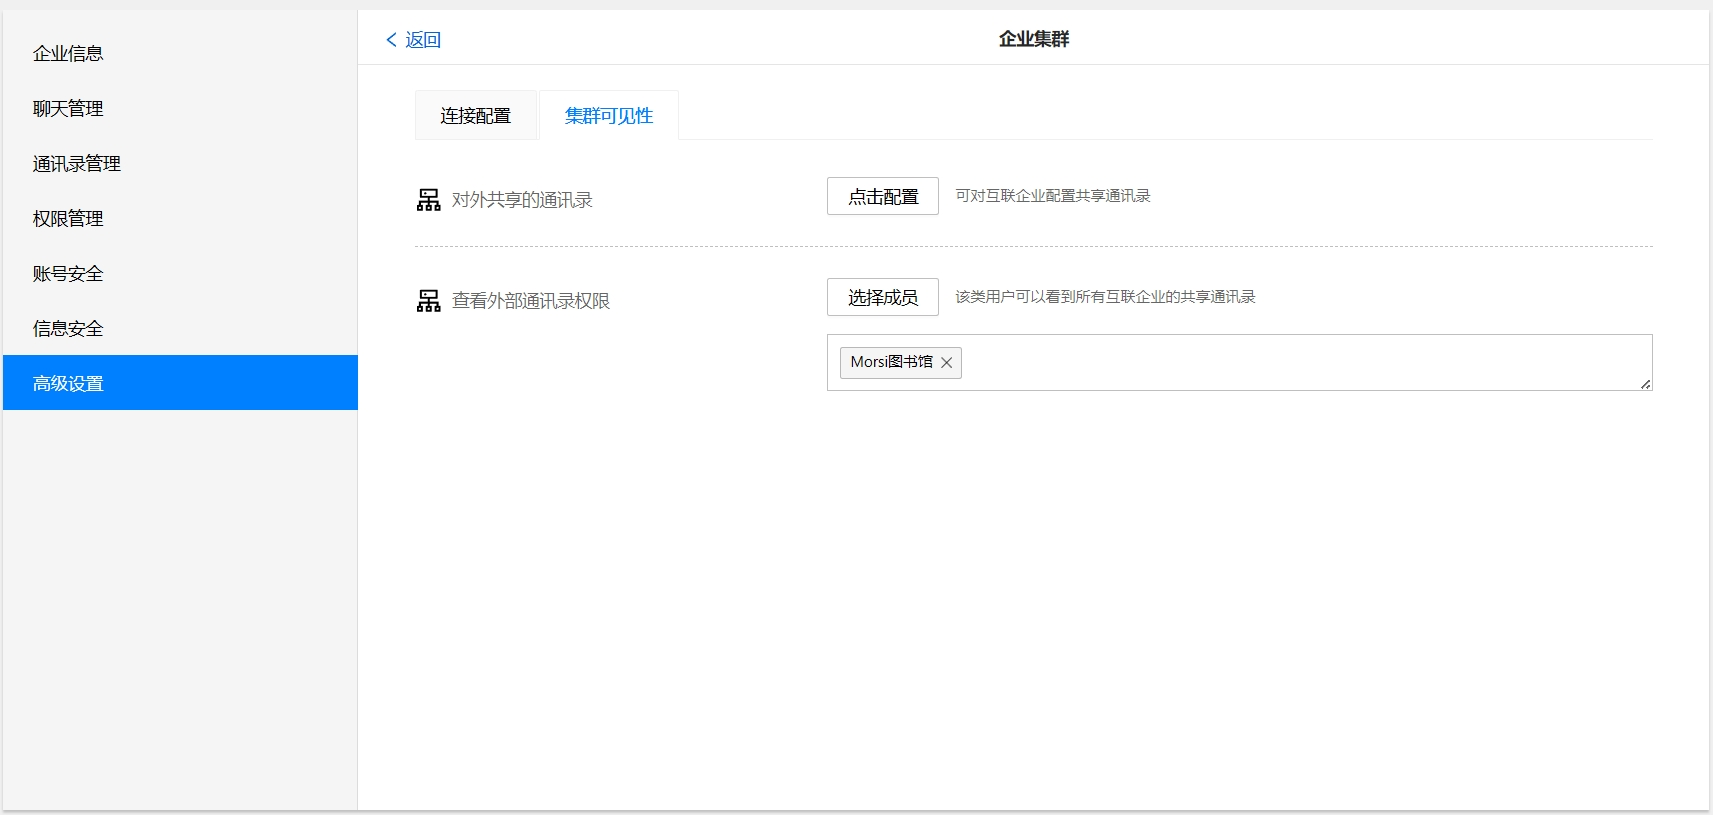 企业信息
聊天管理
通讯录管理
权限管理
账号安全
信息安全
高级设置
返回
企业集群
连接配置
集群可见性
对外共享的通讯录
点击配置
可对互联企业配置共享通讯录
查看外部通讯录权限
选择成员
该类用户可以看到所有互联企业的共享通讯录
Morsi图书馆